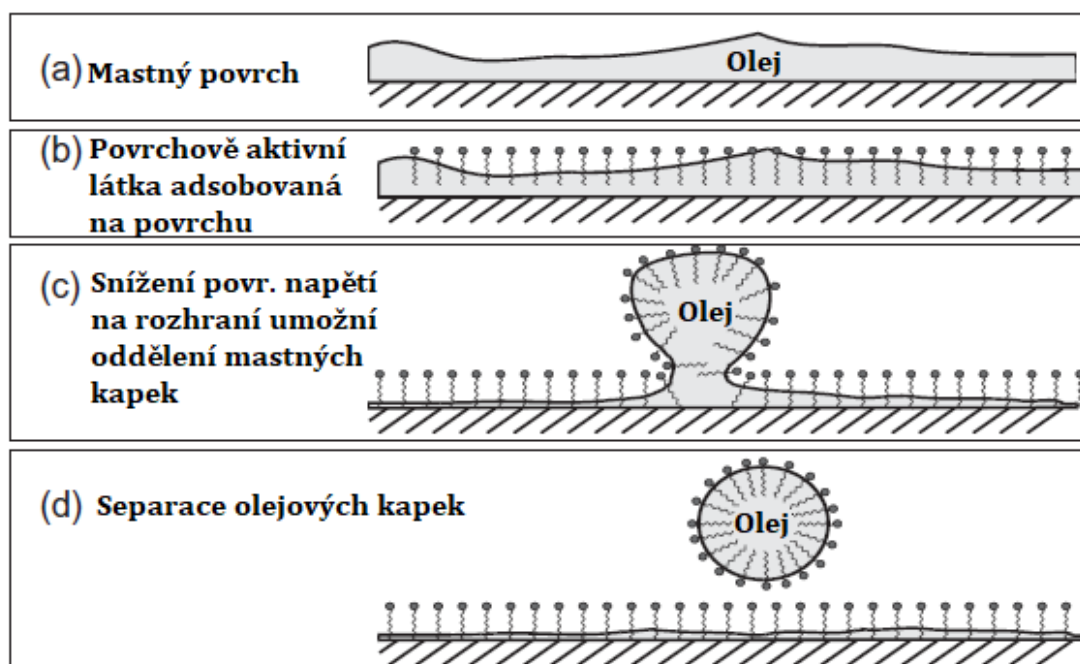 (a) Mastný povrch
Olej
(b) Povrchově aktivní
látka adsobovaná
na povrchu
(c) Snížení povr. napětí
na rozhraní umožní
oddělení mastných
kapek
Olej
(d) Separace olejových kapek
Olej